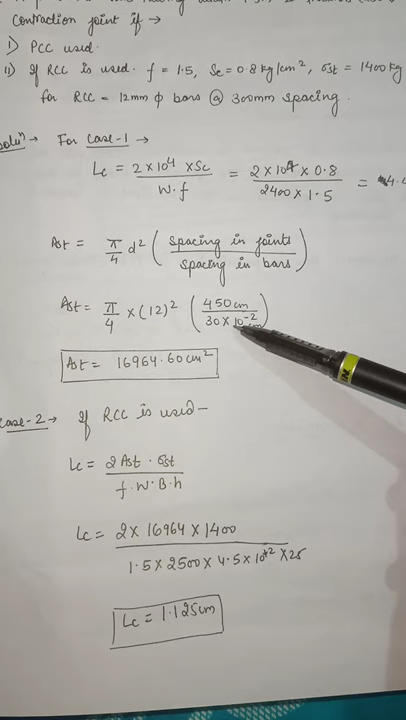 Contraction joint if →
i) PCC used.
ii) If RCC is used. f = 1.5, Sc = 0.8 kg/cm², σst = 1400 kg
for RCC = 12mm ϕ bars @ 300mm spacing.
→ For Case-1 →
Lc = 2 × 10⁴ × Sc / W.f = 2 × 10⁴ × 0.8 / 2400 × 1.5 =
Ast = π/4 d² (Spacing in joints / Spacing in bars)
Ast = π/4 × (12)² (450 cm / 30 × 10⁻² cm)
Ast = 16964.60 cm²
Case-2 → If RCC is used –
Lc = 2 Ast . σst / f. W. B. h
Lc = 2 × 16964 × 1400 / 1.5 × 2500 × 4.5 × 10⁺² × 25
Lc = 1.125 cm